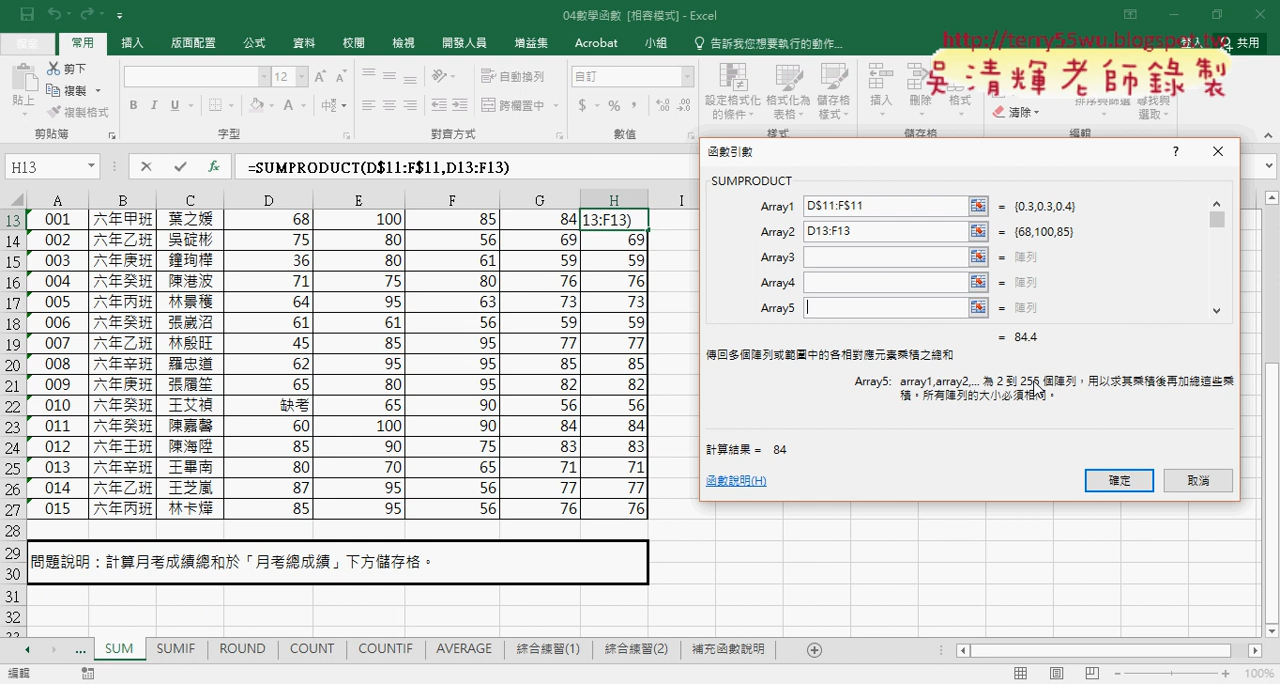 04數學函數 [相容模式] - Excel
http://terry55wu.blogspot.tw
吳清輝老師錄製
常用 插入 版面配置 公式 資料 校閱 檢視 開發人員 增益集 Acrobat 小組 告訴我您想要執行的動作... 登入 共用
貼上 剪下 複製 複製格式 剪貼簿
12 B I U 字型
自動換列 跨欄置中 對齊方式
自訂 $ % 數值
設定格式化的條件 格式化為表格 儲存格樣式 樣式
插入 刪除 格式 儲存格
清除 排序與篩選 尋找與選取 編輯
H13 =SUMPRODUCT(D$11:F$11,D13:F13)
A B C D E F G H I
13 001 六年甲班 葉之媛 68 100 85 84 13:F13)
14 002 六年乙班 吳碇彬 75 80 56 69 69
15 003 六年庚班 鐘珣樺 36 80 61 59 59
16 004 六年癸班 陳港波 71 75 80 76 76
17 005 六年丙班 林景穫 64 95 63 73 73
18 006 六年癸班 張嵗沼 61 61 56 59 59
19 007 六年乙班 林殷旺 45 85 95 77 77
20 008 六年辛班 羅忠道 62 95 95 85 85
21 009 六年庚班 張履笙 65 80 95 82 82
22 010 六年癸班 王艾禎 缺考 65 90 56 56
23 011 六年癸班 陳嘉馨 60 100 90 84 84
24 012 六年壬班 陳海陞 85 90 75 83 83
25 013 六年辛班 王畢南 80 70 65 71 71
26 014 六年乙班 王芝嵐 87 95 56 77 77
27 015 六年丙班 林卡燁 85 95 56 76 76
28
29
30
問題說明：計算月考成績總和於「月考總成績」下方儲存格。
31
32
函數引數 ?
SUMPRODUCT
Array1 D$11:F$11 = {0.3,0.3,0.4}
Array2 D13:F13 = {68,100,85}
Array3 = 陣列
Array4 = 陣列
Array5 = 陣列
= 84.4
傳回多個陣列或範圍中的各相對應元素乘積之總和
Array5: array1,array2,... 為 2 到 255 個陣列，用以求其乘積後再加總這些乘
積。所有陣列的大小必須相同。
計算結果 = 84
函數說明(H) 確定 取消
... SUM SUMIF ROUND COUNT COUNTIF AVERAGE 綜合練習(1) 綜合練習(2) 補充函數說明
編輯 100%